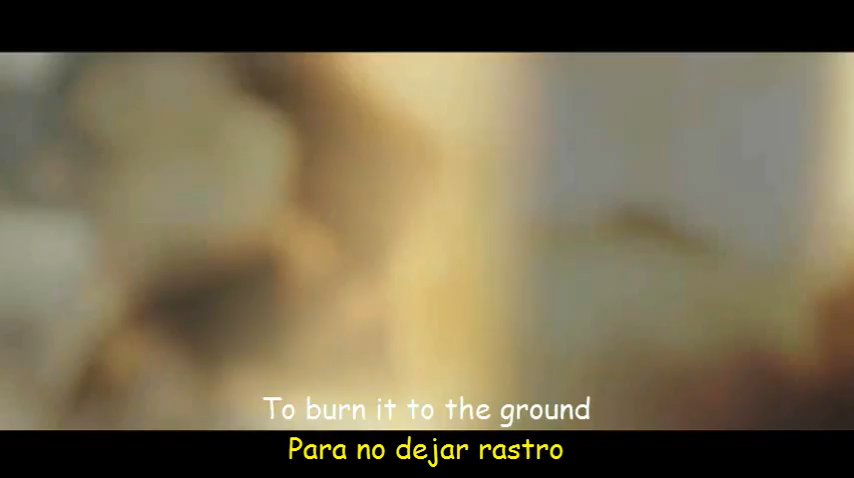 To burn it to the ground
Para no dejar rastro